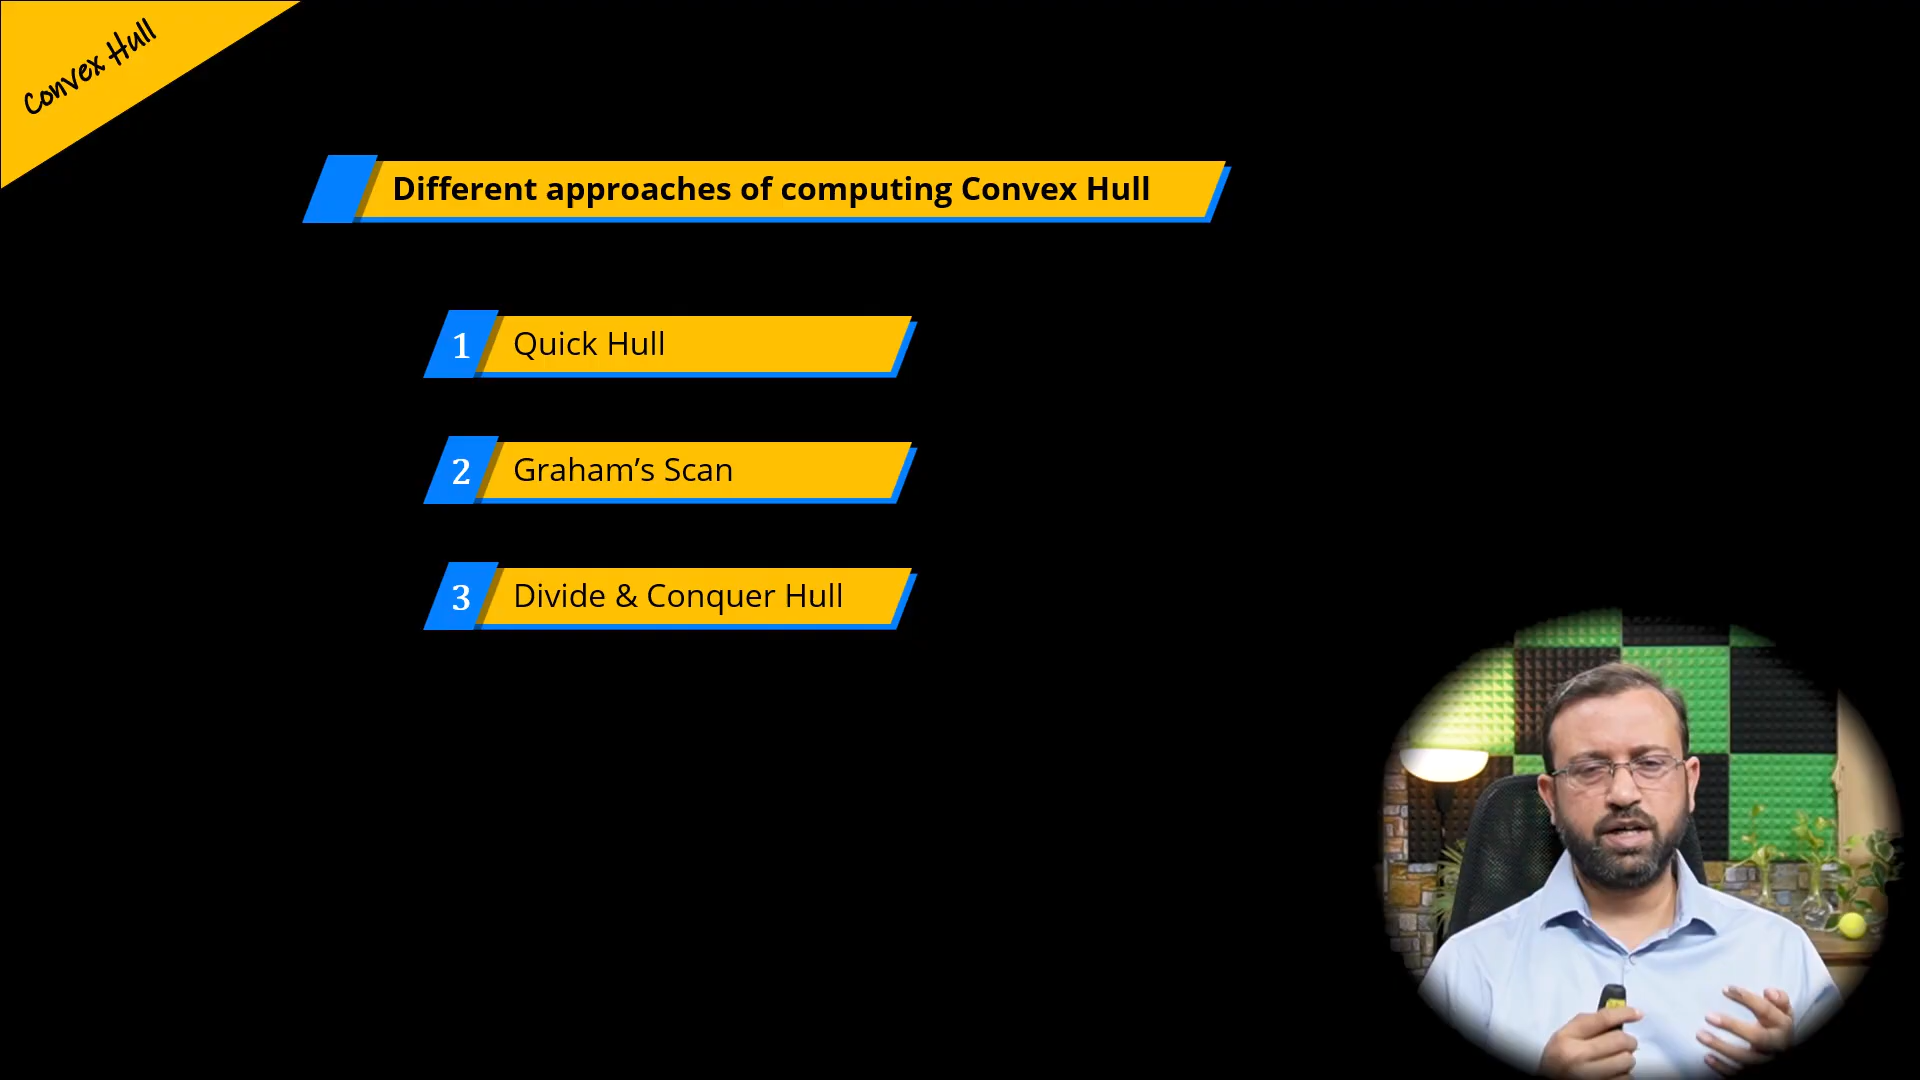 Convex Hull
Different approaches of computing Convex Hull
1 Quick Hull
2 Graham’s Scan
3 Divide & Conquer Hull